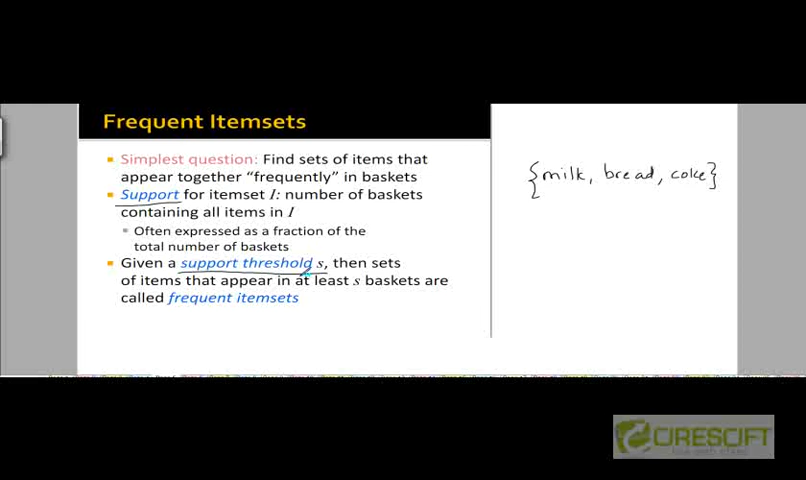 Frequent Itemsets
Simplest question: Find sets of items that
appear together “frequently” in baskets
Support for itemset I: number of baskets
containing all items in I
Often expressed as a fraction of the
total number of baskets
Given a support threshold s, then sets
of items that appear in at least s baskets are
called frequent itemsets
{milk, bread, coke}